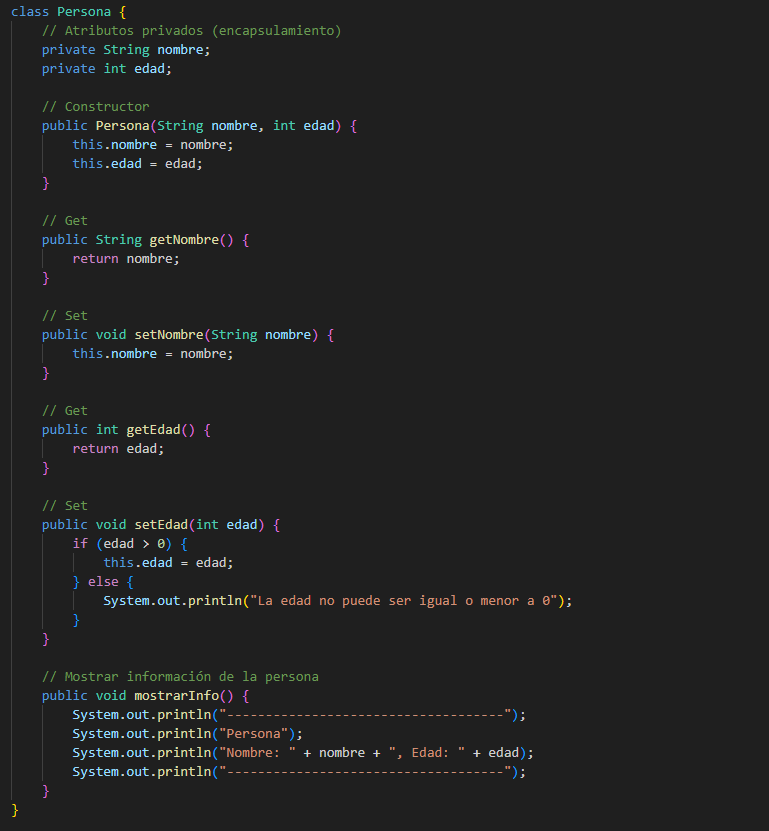 class Persona {
    // Atributos privados (encapsulamiento)
    private String nombre;
    private int edad;

    // Constructor
    public Persona(String nombre, int edad) {
        this.nombre = nombre;
        this.edad = edad;
    }

    // Get
    public String getNombre() {
        return nombre;
    }

    // Set
    public void setNombre(String nombre) {
        this.nombre = nombre;
    }

    // Get
    public int getEdad() {
        return edad;
    }

    // Set
    public void setEdad(int edad) {
        if (edad > 0) {
            this.edad = edad;
        } else {
            System.out.println("La edad no puede ser igual o menor a 0");
        }
    }

    // Mostrar información de la persona
    public void mostrarInfo() {
        System.out.println("------------------------------------");
        System.out.println("Persona");
        System.out.println("Nombre: " + nombre + ", Edad: " + edad);
        System.out.println("------------------------------------");
    }
}